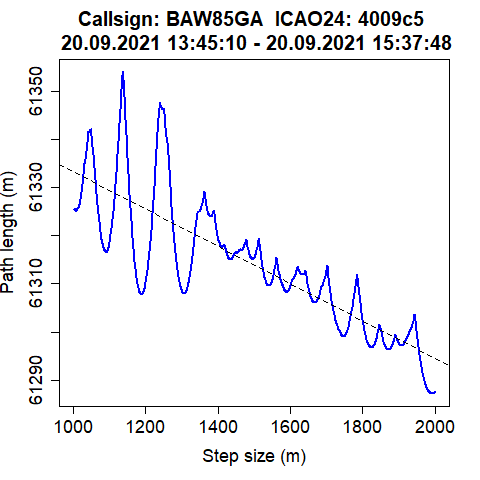 Callsign: BAW85GA  ICAO24: 4009c5
20.09.2021 13:45:10 - 20.09.2021 15:37:48
Path length (m)
61350
61330
61310
61290
1000 1200 1400 1600 1800 2000
Step size (m)